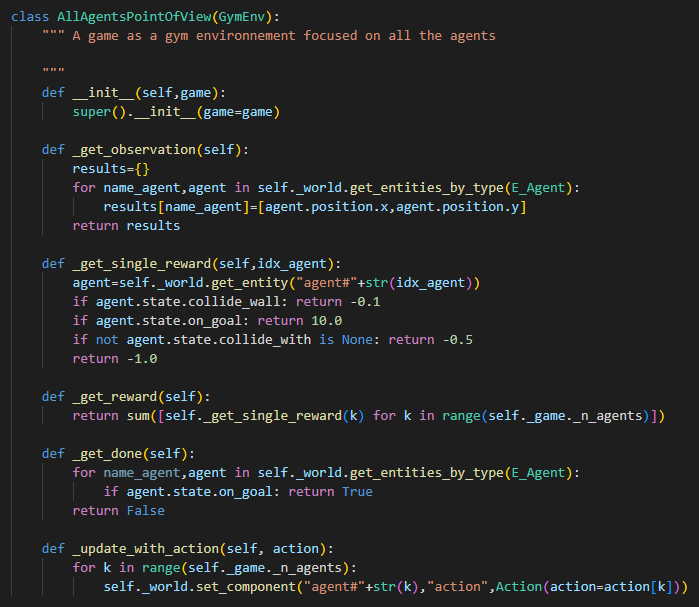 class AllAgentsPointOfView(GymEnv):
    """ A game as a gym environnement focused on all the agents

    """
    def __init__(self,game):
        super().__init__(game=game)

    def _get_observation(self):
        results={}
        for name_agent,agent in self._world.get_entities_by_type(E_Agent):
            results[name_agent]=[agent.position.x,agent.position.y]
        return results

    def _get_single_reward(self,idx_agent):
        agent=self._world.get_entity("agent#"+str(idx_agent))
        if agent.state.collide_wall: return -0.1
        if agent.state.on_goal: return 10.0
        if not agent.state.collide_with is None: return -0.5
        return -1.0

    def _get_reward(self):
        return sum([self._get_single_reward(k) for k in range(self._game._n_agents)])

    def _get_done(self):
        for name_agent,agent in self._world.get_entities_by_type(E_Agent):
            if agent.state.on_goal: return True
        return False

    def _update_with_action(self, action):
        for k in range(self._game._n_agents):
            self._world.set_component("agent#"+str(k),"action",Action(action=action[k]))